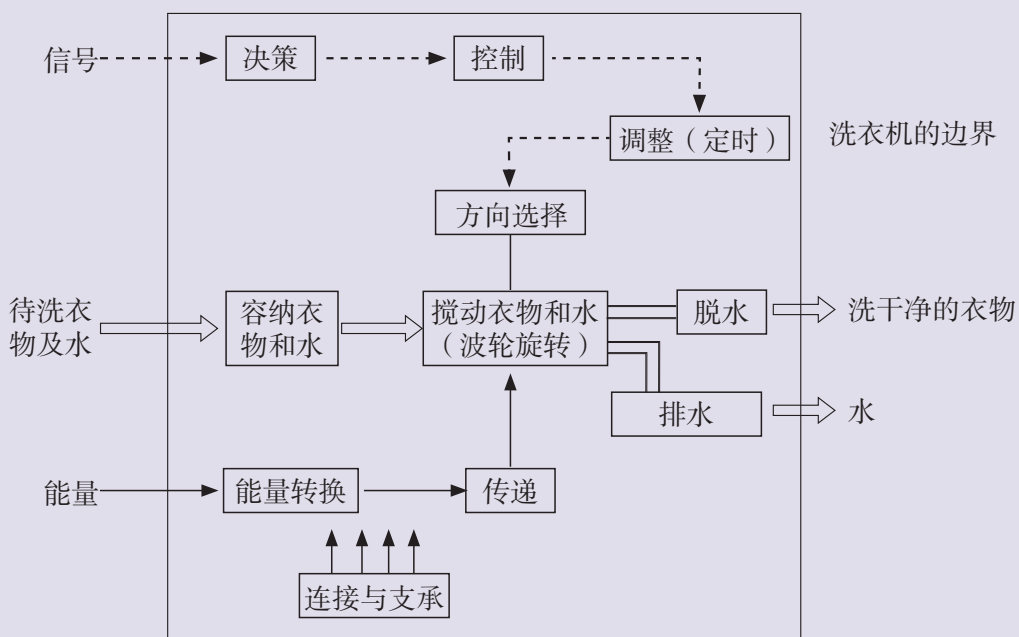 信号
决策
控制
调整（定时）
洗衣机的边界
方向选择
待洗衣
物及水
容纳衣
物和水
搅动衣物和水
（波轮旋转）
脱水
洗干净的衣物
排水
水
能量
能量转换
传递
连接与支承